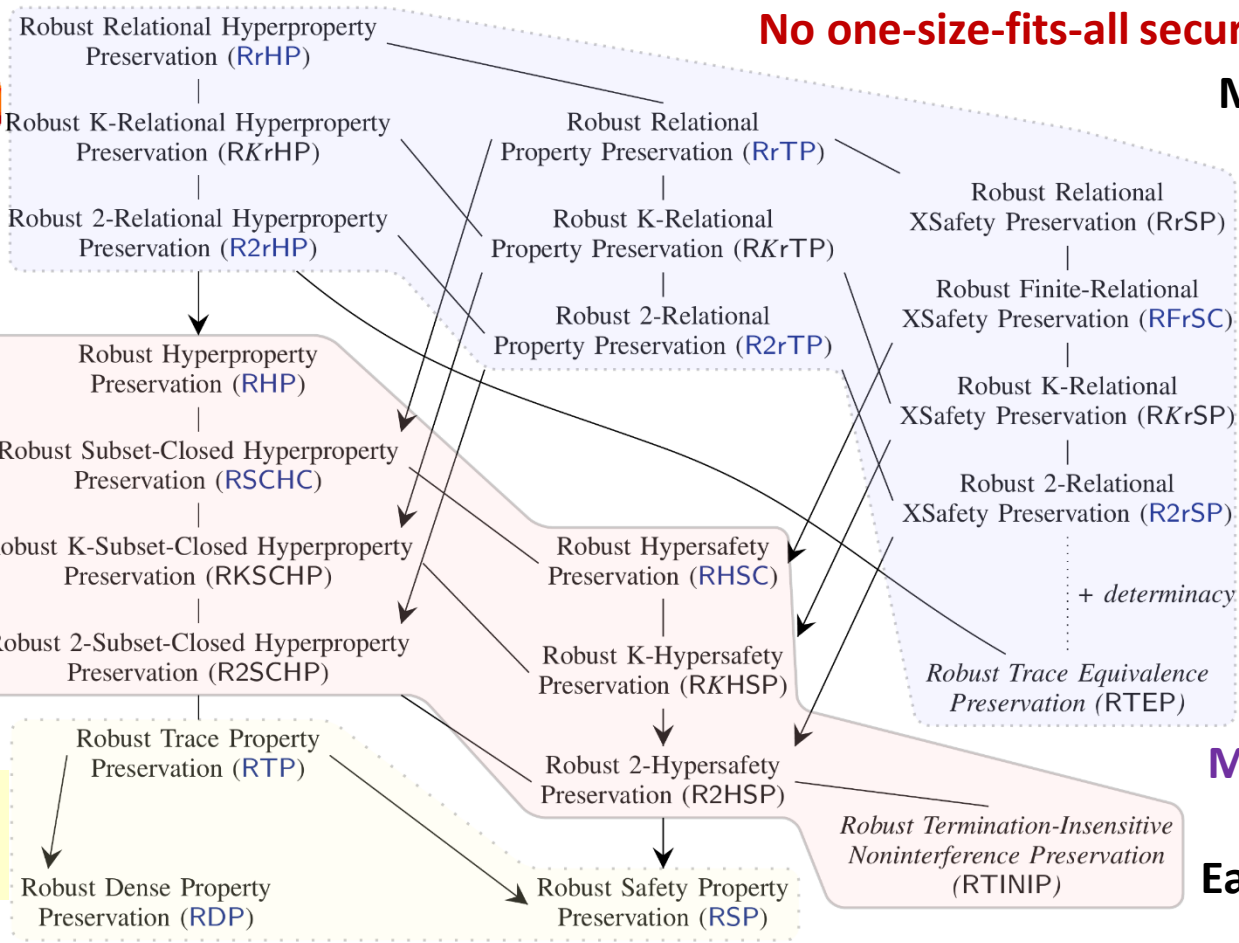 No one-size-fits-all secur
Robust Relational Hyperproperty
Preservation (RrHP)
M
Robust K-Relational Hyperproperty
Preservation (RKrHP)
Robust 2-Relational Hyperproperty
Preservation (R2rHP)
Robust Relational
Property Preservation (RrTP)
Robust K-Relational
Property Preservation (RKrTP)
Robust 2-Relational
Property Preservation (R2rTP)
Robust Relational
XSafety Preservation (RrSP)
Robust Finite-Relational
XSafety Preservation (RFrSC)
Robust K-Relational
XSafety Preservation (RKrSP)
Robust 2-Relational
XSafety Preservation (R2rSP)
+ determinacy
Robust Trace Equivalence
Preservation (RTEP)
Robust Hyperproperty
Preservation (RHP)
Robust Subset-Closed Hyperproperty
Preservation (RSCHC)
obust K-Subset-Closed Hyperproperty
Preservation (RKSCHP)
obust 2-Subset-Closed Hyperproperty
Preservation (R2SCHP)
Robust Hypersafety
Preservation (RHSC)
Robust K-Hypersafety
Preservation (RKHSP)
Robust 2-Hypersafety
Preservation (R2HSP)
M
Robust Termination-Insensitive
Noninterference Preservation
(RTINIP)
Ea
Robust Trace Property
Preservation (RTP)
Robust Dense Property
Preservation (RDP)
Robust Safety Property
Preservation (RSP)